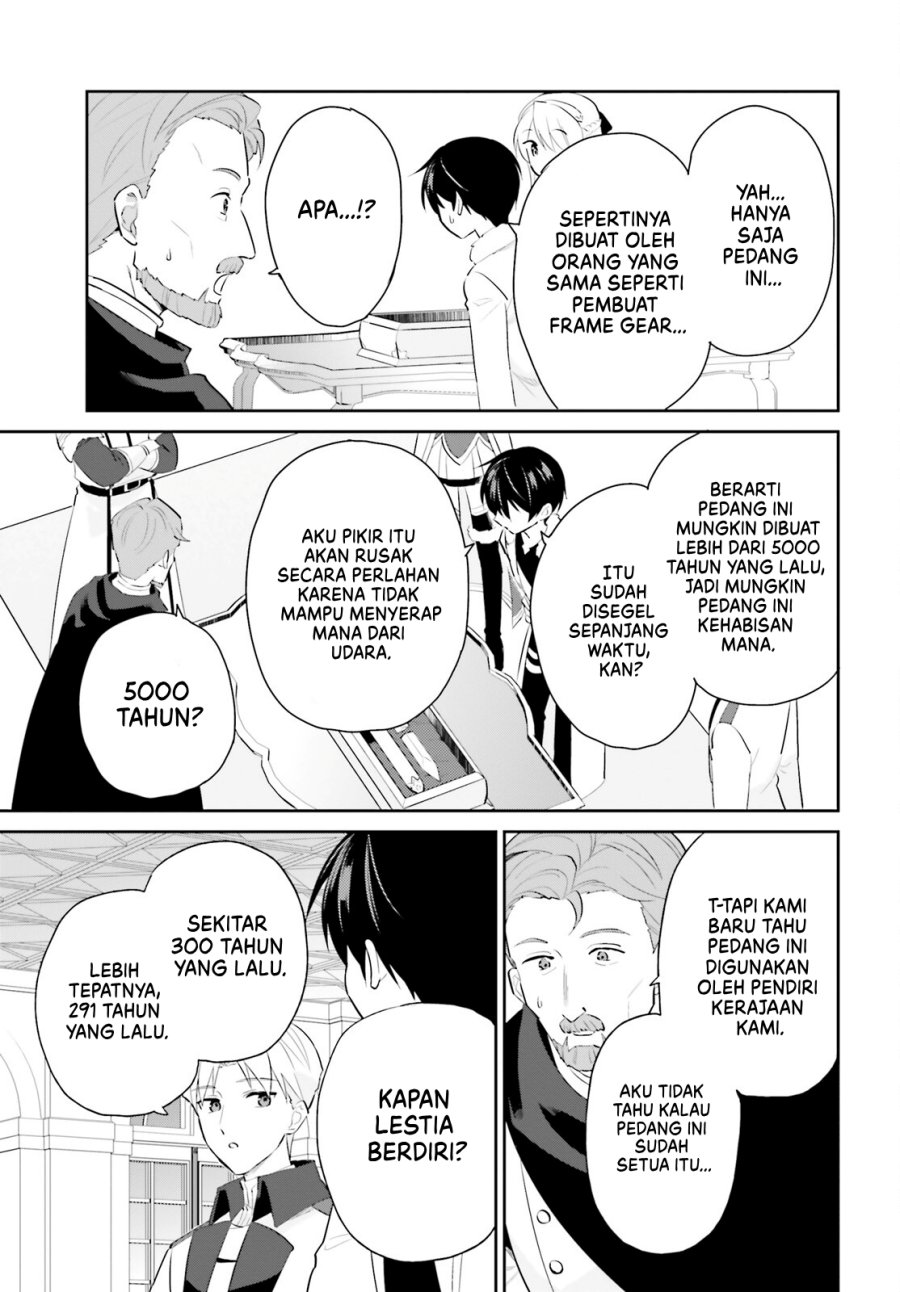 YAH...
HANYA
SAJA
PEDANG
INI...
SEPERTINYA
DIBUAT OLEH
ORANG YANG
SAMA SEPERTI
PEMBUAT
FRAME GEAR...
APA...!?
BERARTI
PEDANG INI
MUNGKIN DIBUAT
LEBIH DARI 5000
TAHUN YANG LALU,
JADI MUNGKIN
PEDANG INI
KEHABISAN
MANA.
ITU
SUDAH
DISEGEL
SEPANJANG
WAKTU,
KAN?
AKU PIKIR ITU
AKAN RUSAK
SECARA PERLAHAN
KARENA TIDAK
MAMPU MENYERAP
MANA DARI
UDARA.
5000
TAHUN?
T-TAPI KAMI
BARU TAHU
PEDANG INI
DIGUNAKAN
OLEH PENDIRI
KERAJAAN
KAMI.
AKU TIDAK
TAHU KALAU
PEDANG INI
SUDAH
SETUA ITU...
KAPAN
LESTIA
BERDIRI?
SEKITAR
300 TAHUN
YANG LALU.
LEBIH
TEPATNYA,
291 TAHUN
YANG LALU.